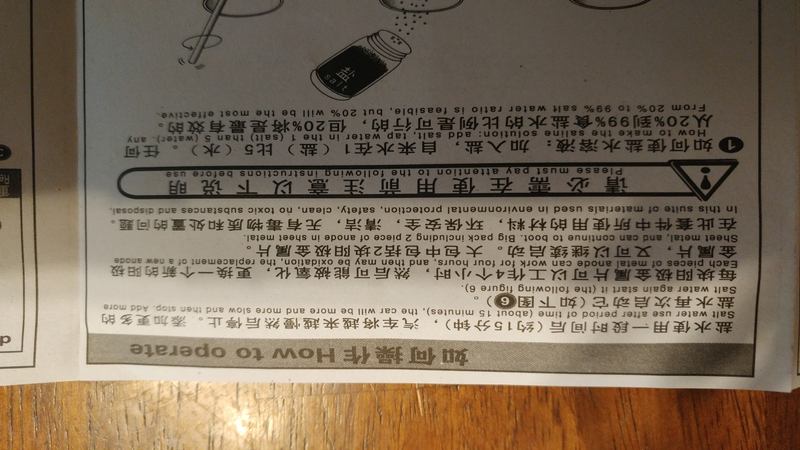 如何操作 How to operate
盐水使用一段时间后(约15分钟),汽车将越来越慢然后停止。添加更多的
Salt water use after period of time (about 15 minutes), the car will be more and more slow and then stop. Add more
盐水再次启动它(如下图❻)。
Salt water again start it (the following figure 6).
每块阳极金属片可以工作4个小时,然后可能被氧化,更换一个新的阳极
Each pieces of metal anode can work for four hours, and then may be oxidation, the replacement of a new anode
金属片,又可以继续启动。大包中包括2块阳极金属片。
Sheet metal, and can continue to boot. Big pack including 2 piece of anode in sheet metal.
在此套件中所使用的材料,环保,安全,清洁,无有毒物质和处置的问题。
In this suite of materials used in environmental protection, safety, clean, no toxic substances and disposal.
请必需在使用前注意以下说明
Please must pay attention to the following instructions before use
❶ 如何使盐水溶液:加入盐,自来水在1(盐)比5(水)。任何
How to make the saline solution: add salt, tap water in the 1 (salt) than 5 (water). any
从20%到99%食盐水的比例是可行的,但20%将是最有效的。
From 20% to 99% salt water ratio is feasible, but 20% will be the most effective.
盐
salt